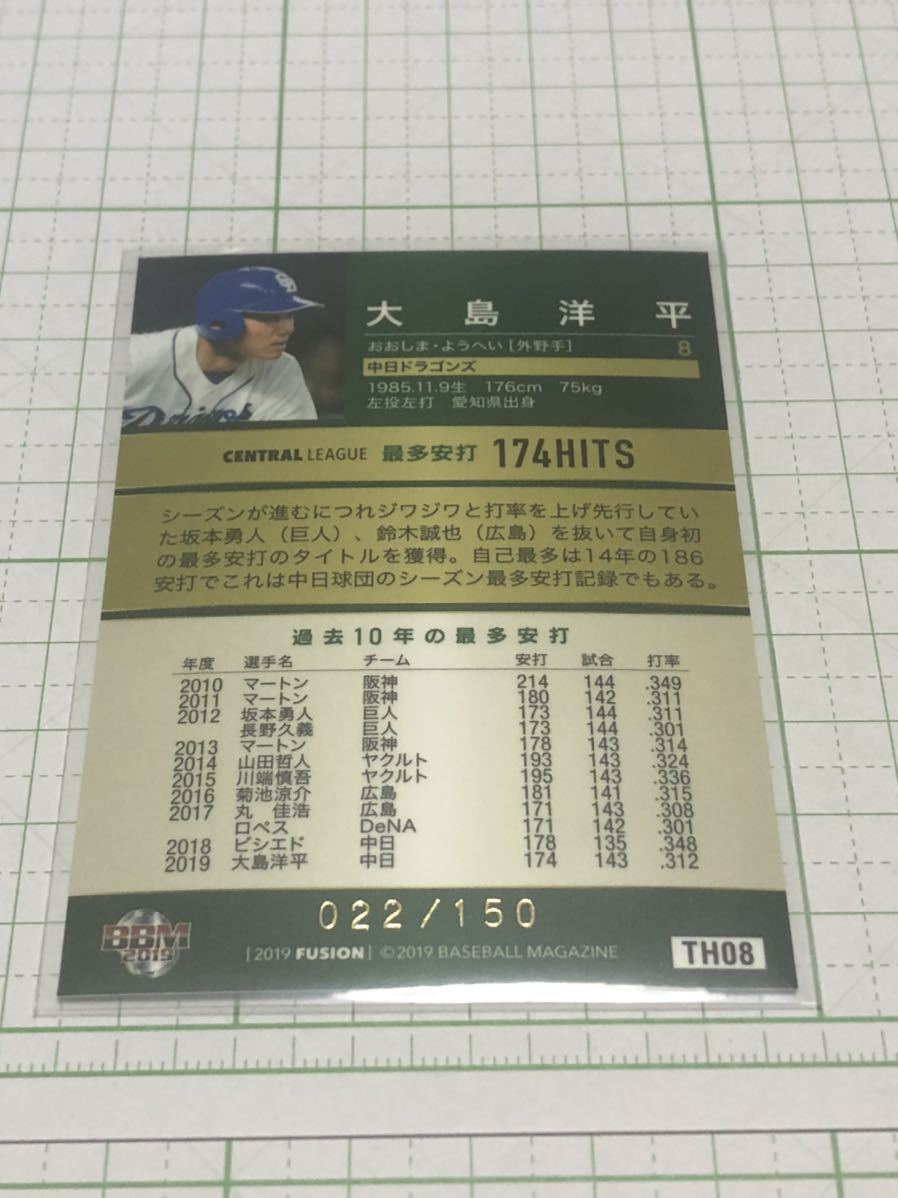 大島洋平
おおしま・ようへい[外野手] 8
中日ドラゴンズ
1985.11.9生 176cm 75kg
左投左打 愛知県出身
CENTRAL LEAGUE 最多安打 174HITS
シーズンが進むにつれジワジワと打率を上げ先行してい
た坂本勇人（巨人）、鈴木誠也（広島）を抜いて自身初
の最多安打のタイトルを獲得。自己最多は14年の186
安打でこれは中日球団のシーズン最多安打記録でもある。
過去10年の最多安打
年度 選手名 チーム 安打 試合 打率
2010 マートン 阪神 214 144 .349
2011 マートン 阪神 180 142 .311
2012 坂本勇人 巨人 173 144 .311
長野久義 巨人 173 144 .301
2013 マートン 阪神 178 143 .314
2014 山田哲人 ヤクルト 193 143 .324
2015 川端慎吾 ヤクルト 195 143 .336
2016 菊池涼介 広島 181 141 .315
2017 丸 佳浩 広島 171 143 .308
ロペス DeNA 171 142 .301
2018 ビシエド 中日 178 135 .348
2019 大島洋平 中日 174 143 .312
022/150
BBM
2019
[2019 FUSION] ©2019 BASEBALL MAGAZINE
TH08